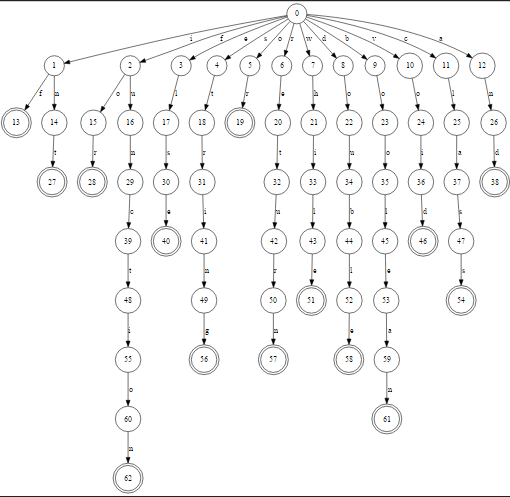 0
i f e s o r w d b v c a
1 2 3 4 5 6 7 8 9 10 11 12
f n o u l t r e h o o o l n
13 14 15 16 17 18 19 20 21 22 23 24 25 26
t r n s r t i u o i a d
27 28 29 30 31 32 33 34 35 36 37 38
c e i u l b l d s
39 40 41 42 43 44 45 46 47
t n r e l e s
48 49 50 51 52 53 54
i g n e a
55 56 57 58 59
o n
60 61
n
62